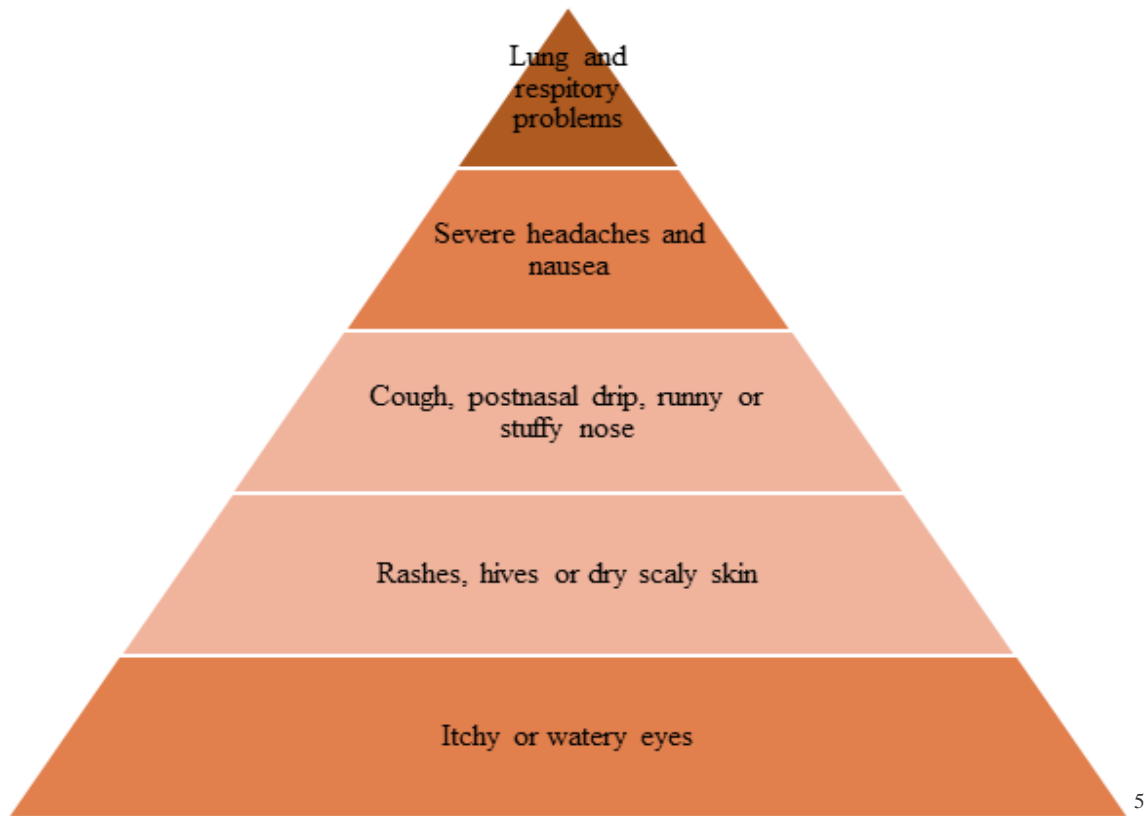 Lung and
respitory
problems
Severe headaches and
nausea
Cough, postnasal drip, runny or
stuffy nose
Rashes, hives or dry scaly skin
Itchy or watery eyes
5